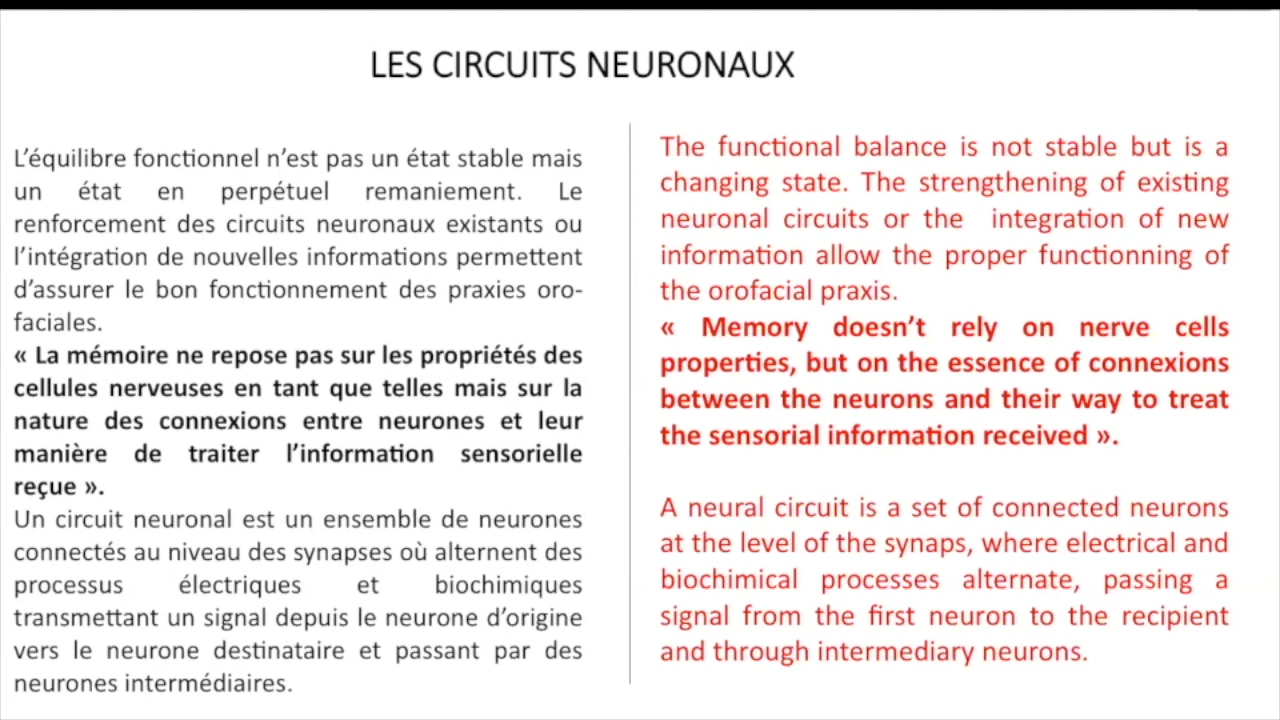 LES CIRCUITS NEURONAUX
L’équilibre fonctionnel n’est pas un état stable mais
un état en perpétuel remaniement. Le
renforcement des circuits neuronaux existants ou
l’intégration de nouvelles informations permettent
d’assurer le bon fonctionnement des praxies oro-
faciales.
« La mémoire ne repose pas sur les propriétés des
cellules nerveuses en tant que telles mais sur la
nature des connexions entre neurones et leur
manière de traiter l’information sensorielle
reçue ».
Un circuit neuronal est un ensemble de neurones
connectés au niveau des synapses où alternent des
processus électriques et biochimiques
transmettant un signal depuis le neurone d’origine
vers le neurone destinataire et passant par des
neurones intermédiaires.
The functional balance is not stable but is a
changing state. The strengthening of existing
neuronal circuits or the integration of new
information allow the proper functionning of
the orofacial praxis.
« Memory doesn’t rely on nerve cells
properties, but on the essence of connexions
between the neurons and their way to treat
the sensorial information received ».
A neural circuit is a set of connected neurons
at the level of the synaps, where electrical and
biochimical processes alternate, passing a
signal from the first neuron to the recipient
and through intermediary neurons.